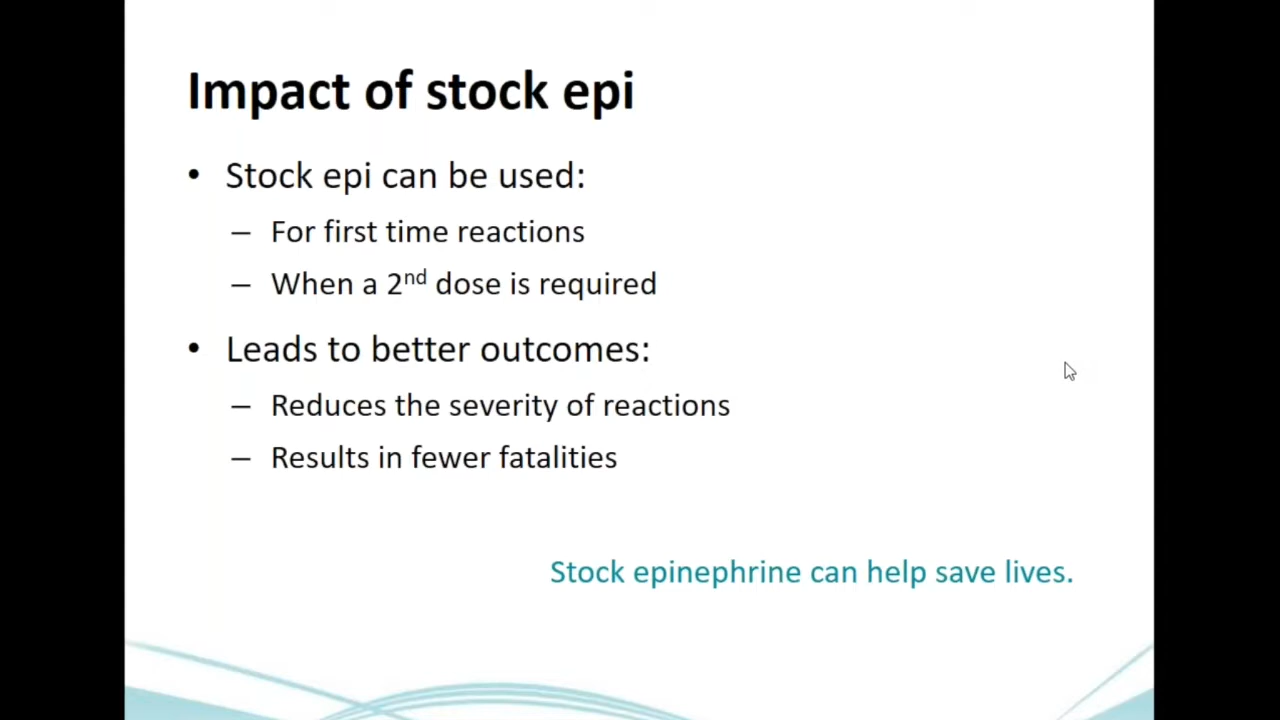 Impact of stock epi
• Stock epi can be used:
– For first time reactions
– When a 2nd dose is required
• Leads to better outcomes:
– Reduces the severity of reactions
– Results in fewer fatalities
Stock epinephrine can help save lives.